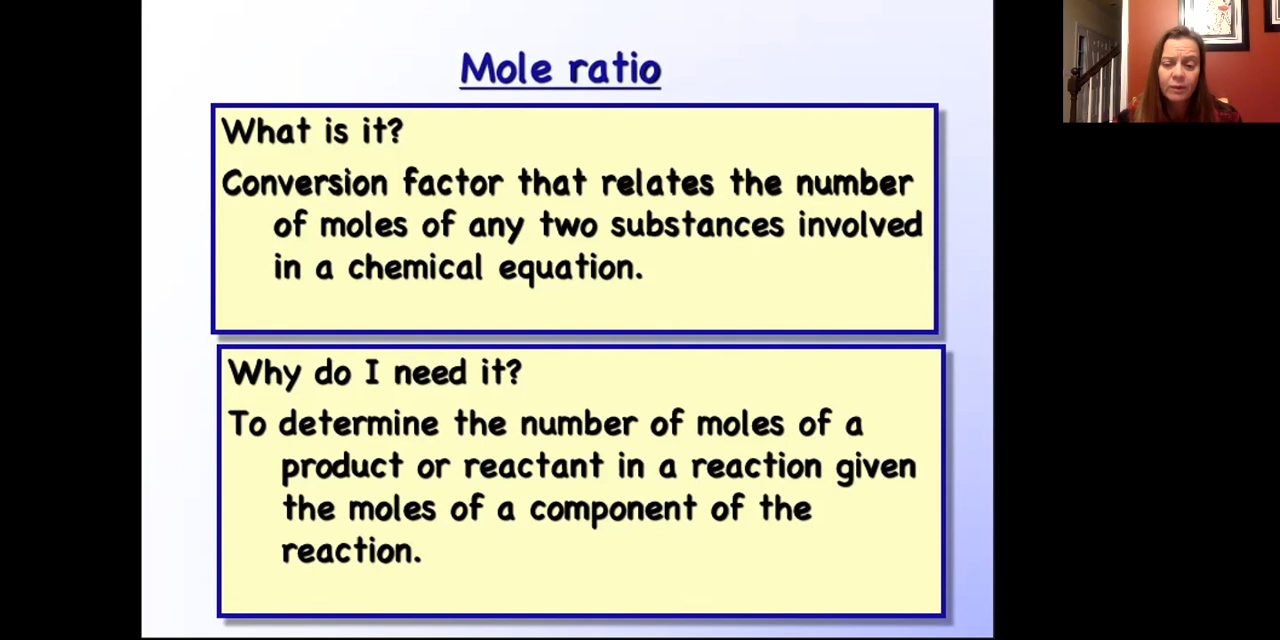 Mole ratio
What is it?
Conversion factor that relates the number
of moles of any two substances involved
in a chemical equation.
Why do I need it?
To determine the number of moles of a
product or reactant in a reaction given
the moles of a component of the
reaction.